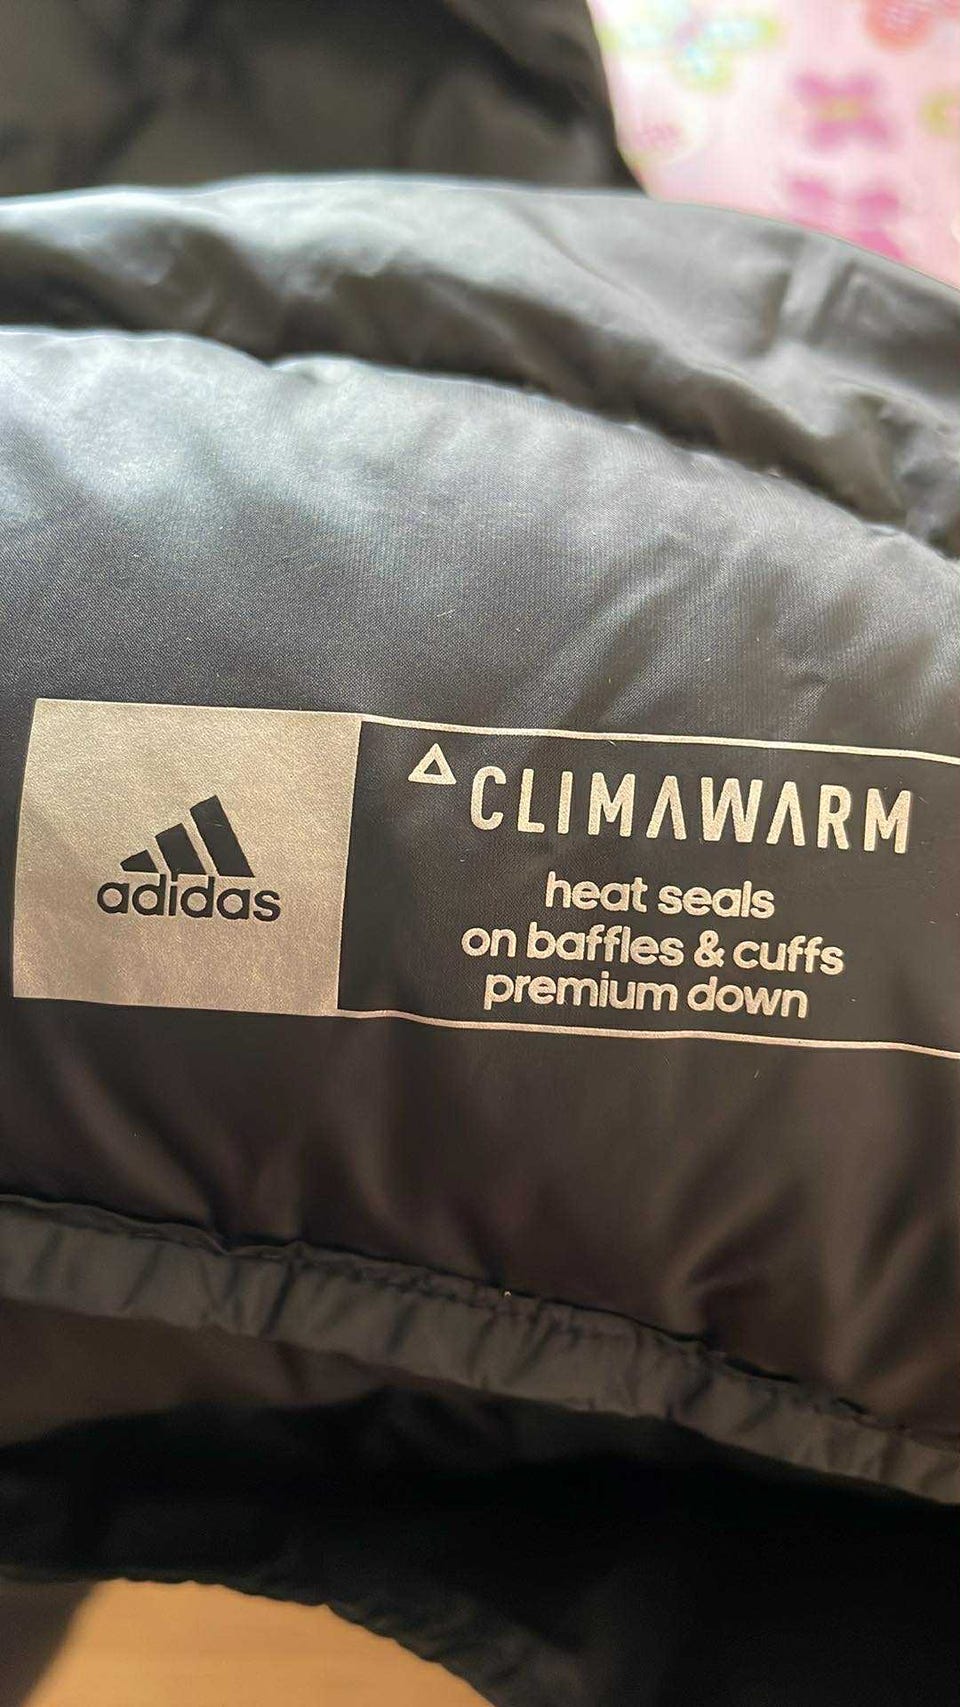 adidas
CLIMAWARM
heat seals
on baffles & cuffs
premium down